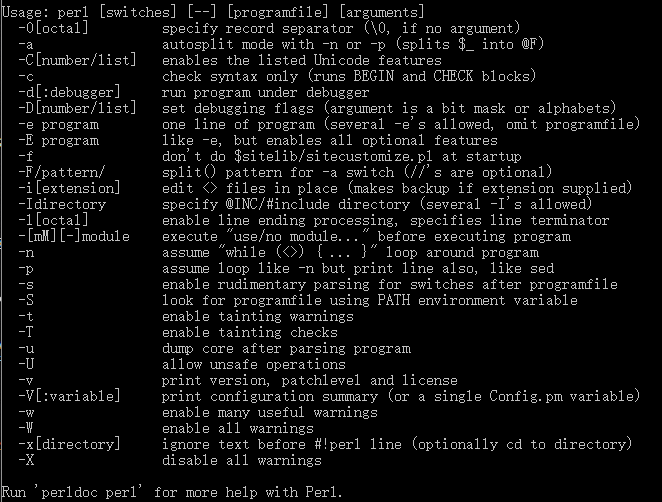 Usage: perl [switches] [--] [programfile] [arguments]
  -0[octal]         specify record separator (\0, if no argument)
  -a                autosplit mode with -n or -p (splits $_ into @F)
  -C[number/list]   enables the listed Unicode features
  -c                check syntax only (runs BEGIN and CHECK blocks)
  -d[:debugger]     run program under debugger
  -D[number/list]   set debugging flags (argument is a bit mask or alphabets)
  -e program        one line of program (several -e's allowed, omit programfile)
  -E program        like -e, but enables all optional features
  -f                don't do $sitelib/sitecustomize.pl at startup
  -F/pattern/       split() pattern for -a switch (//'s are optional)
  -i[extension]     edit <> files in place (makes backup if extension supplied)
  -Idirectory       specify @INC/#include directory (several -I's allowed)
  -l[octal]         enable line ending processing, specifies line terminator
  -[mM][-]module    execute "use/no module..." before executing program
  -n                assume "while (<>) { ... }" loop around program
  -p                assume loop like -n but print line also, like sed
  -s                enable rudimentary parsing for switches after programfile
  -S                look for programfile using PATH environment variable
  -t                enable tainting warnings
  -T                enable tainting checks
  -u                dump core after parsing program
  -U                allow unsafe operations
  -v                print version, patchlevel and license
  -V[:variable]     print configuration summary (or a single Config.pm variable)
  -w                enable many useful warnings
  -W                enable all warnings
  -x[directory]     ignore text before #!perl line (optionally cd to directory)
  -X                disable all warnings
Run 'perldoc perl' for more help with Perl.